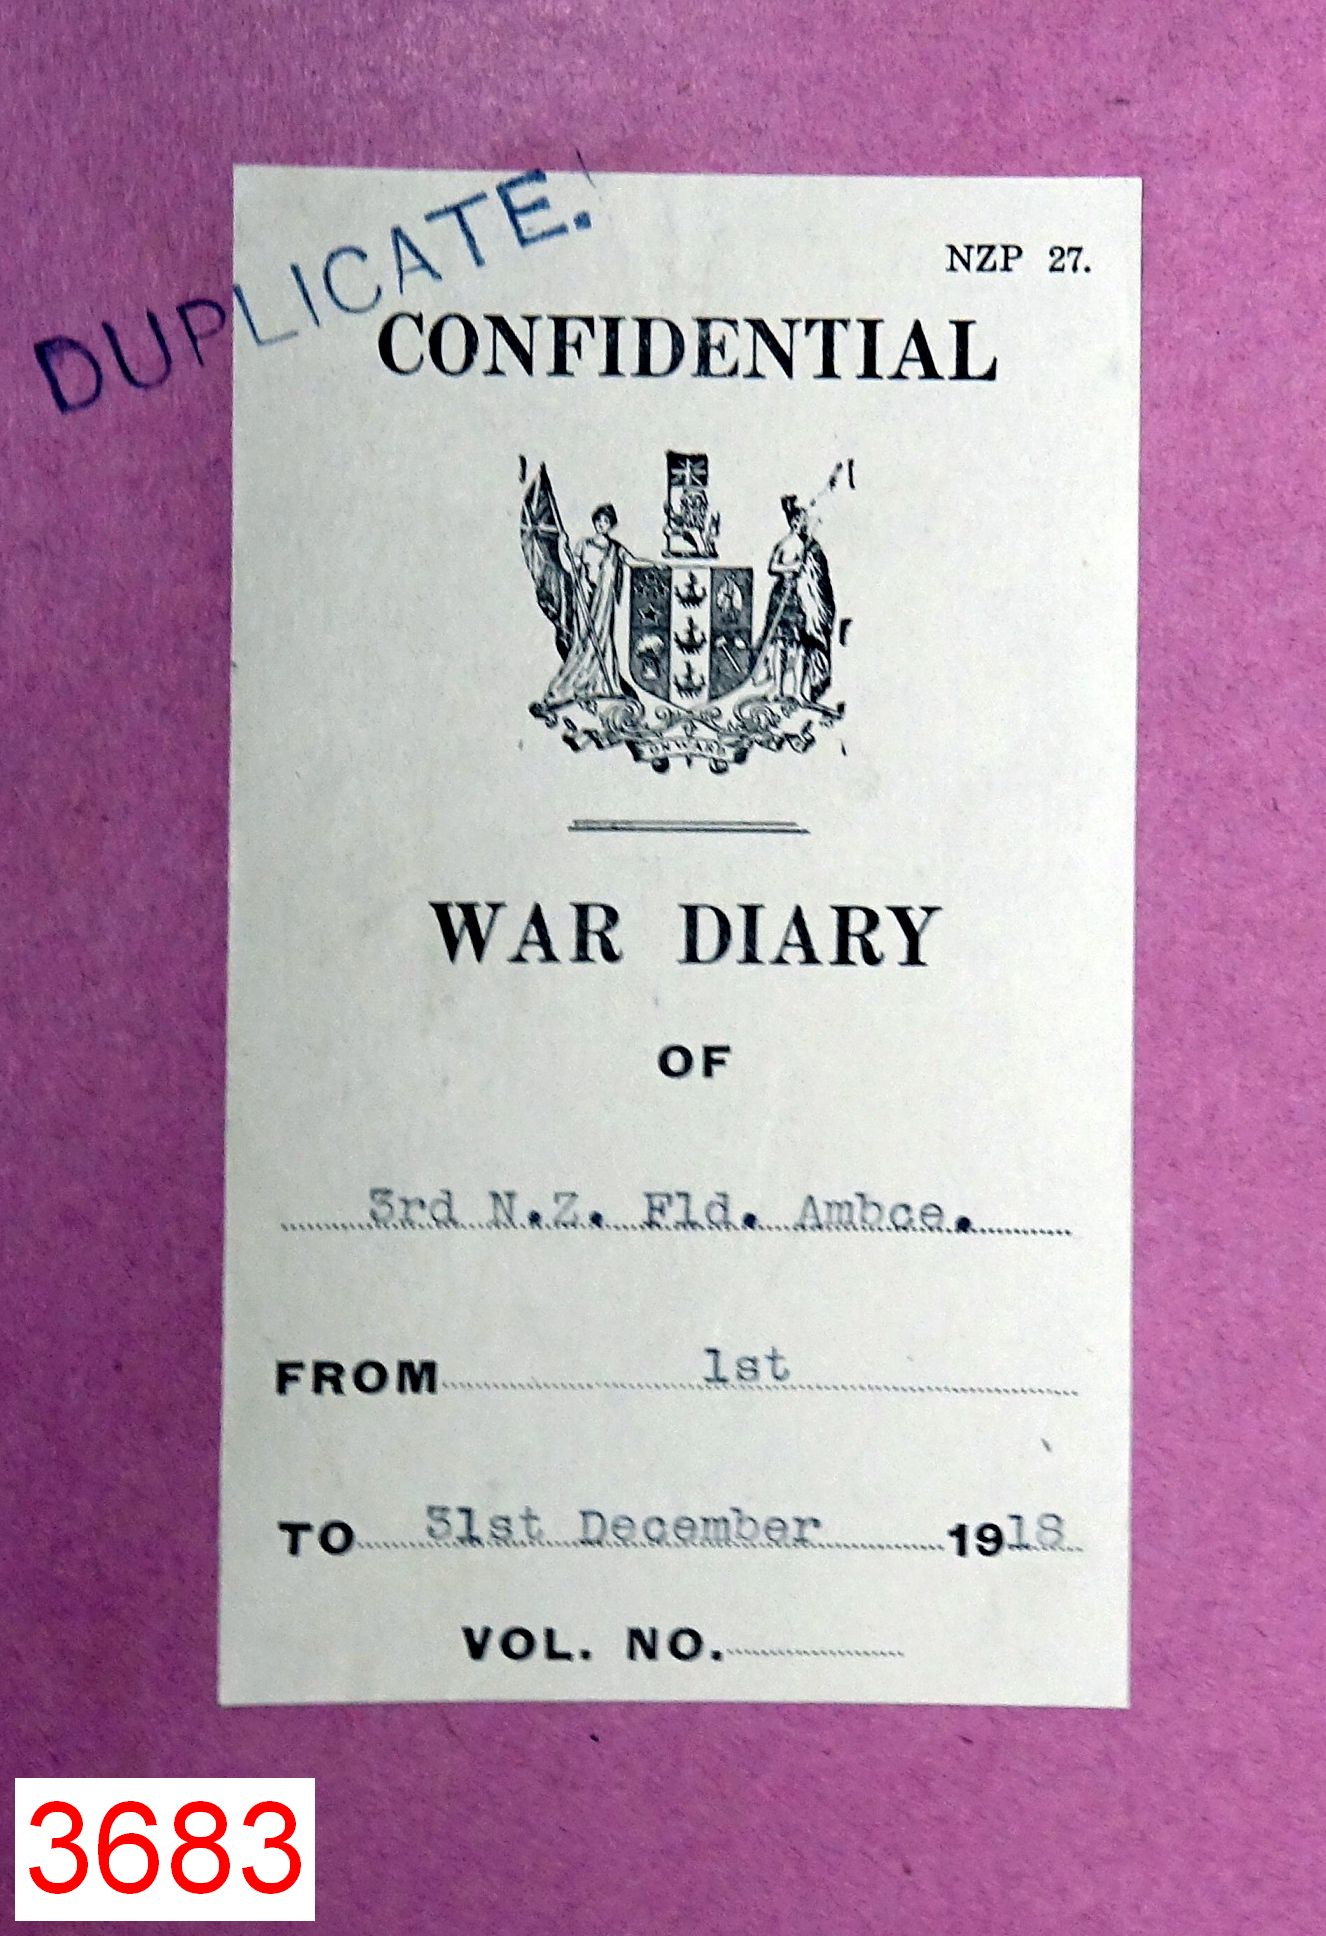 DUPLICATE.
NZP 27.
CONFIDENTIAL
ONWARD
WAR DIARY
OF
3rd N.Z. Fld. Ambce.
FROM 1st
TO 31st December 1918
VOL. NO.
3683